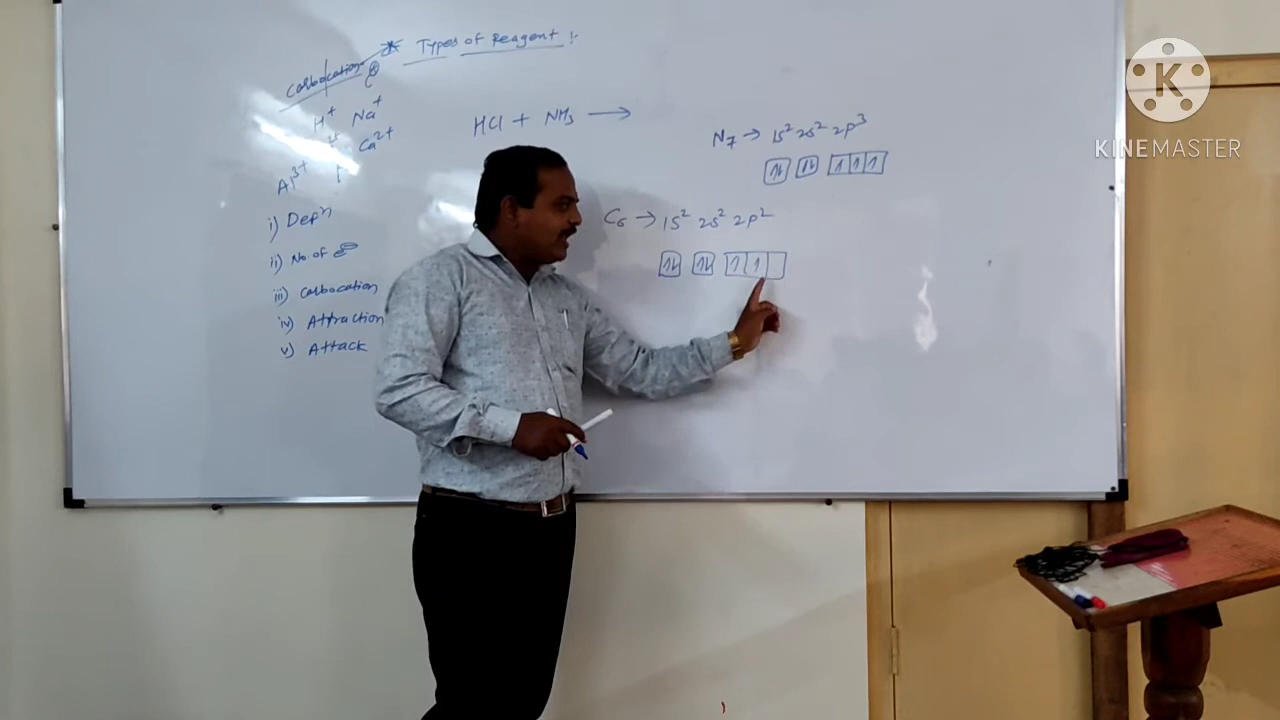 * Types of Reagent :
Carbocation
H⁺ Na⁺
Ca²⁺
Al³⁺
i) Depⁿ
ii) No. of e⊖
iii) Carbocation
iv) Attraction
v) Attack
HCl + NH₃ →
N₇ → 1s² 2s² 2p³
C₆ → 1s² 2s² 2p²
K
KINEMASTER